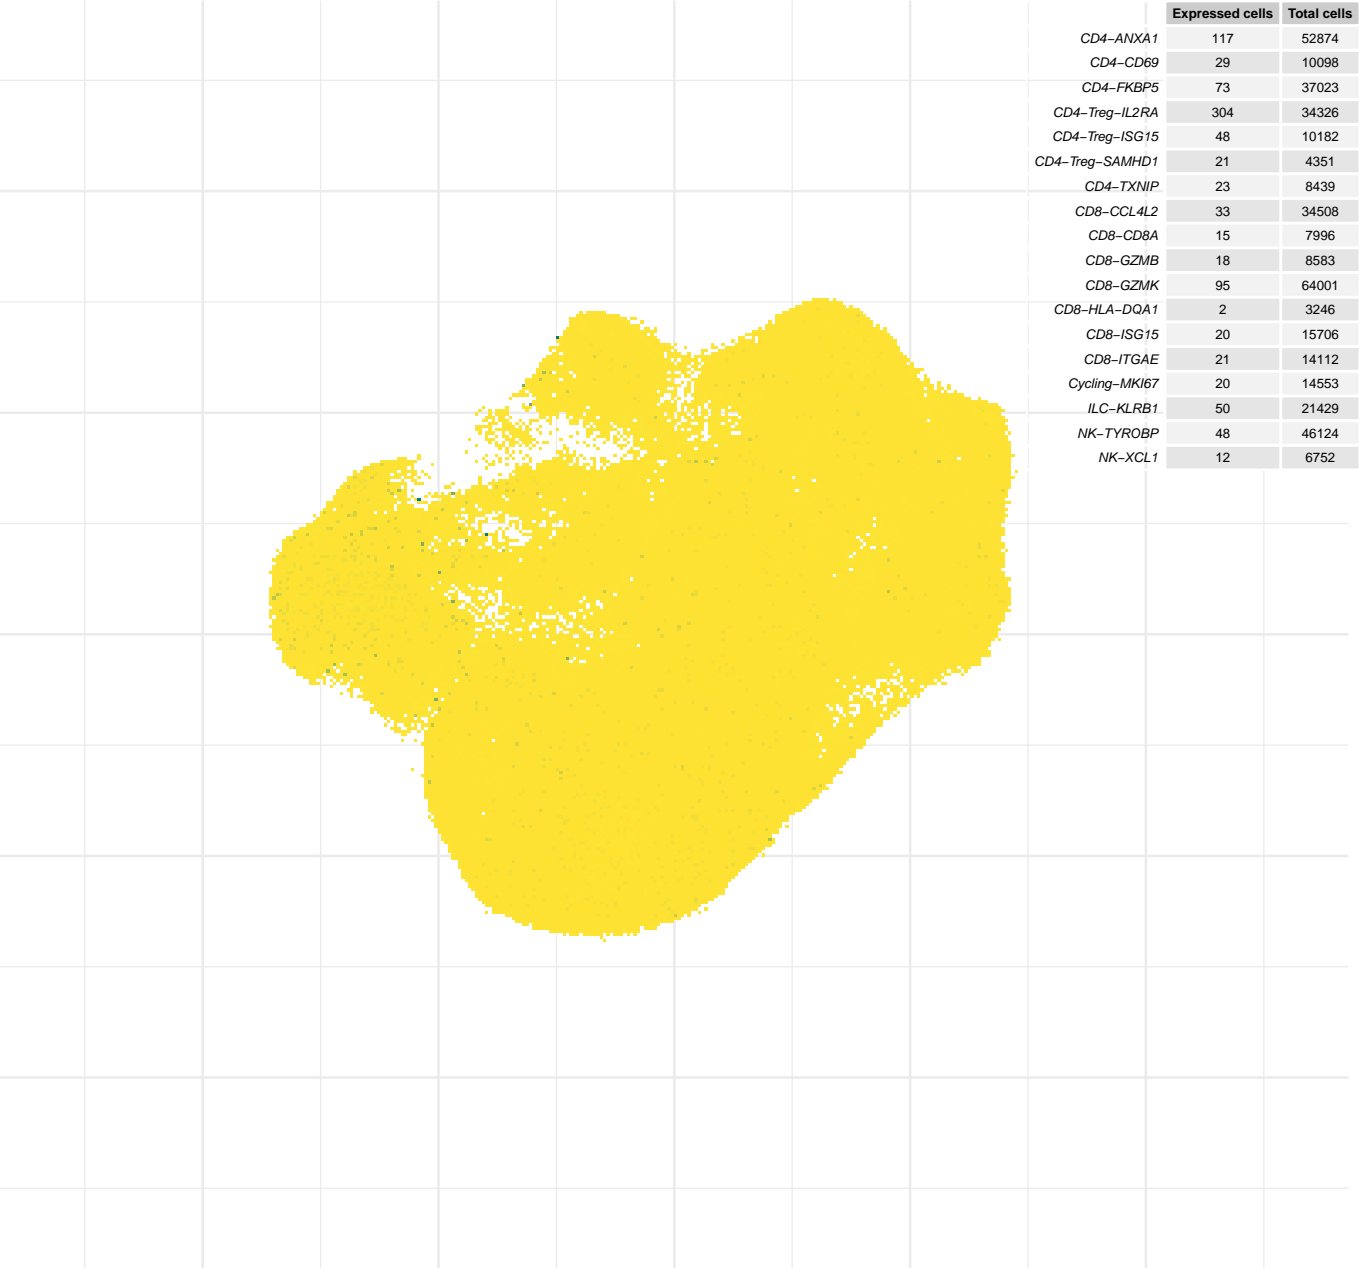 Expressed cells Total cells
CD4−ANXA1 117 52874
CD4−CD69 29 10098
CD4−FKBP5 73 37023
CD4−Treg−IL2RA 304 34326
CD4−Treg−ISG15 48 10182
CD4−Treg−SAMHD1 21 4351
CD4−TXNIP 23 8439
CD8−CCL4L2 33 34508
CD8−CD8A 15 7996
CD8−GZMB 18 8583
CD8−GZMK 95 64001
CD8−HLA−DQA1 2 3246
CD8−ISG15 20 15706
CD8−ITGAE 21 14112
Cycling−MKI67 20 14553
ILC−KLRB1 50 21429
NK−TYROBP 48 46124
NK−XCL1 12 6752